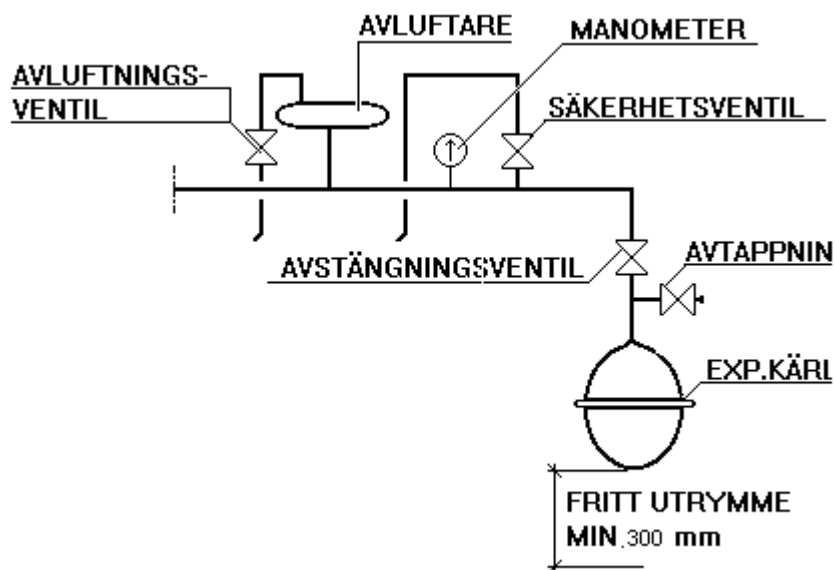 AVLUFTARE
MANOMETER
AVLUFTNINGS-
VENTIL
SÄKERHETSVENTIL
AVSTÄNGNINGSVENTIL
AVTAPPNIN
EXP.KÄRL
FRITT UTRYMME
MIN.300 mm